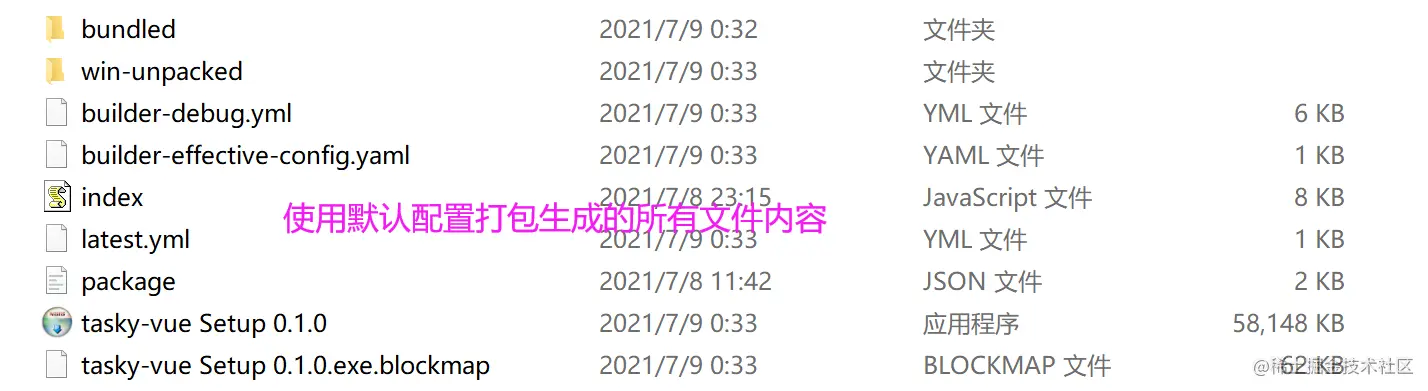 bundled 2021/7/9 0:32 文件夹
win-unpacked 2021/7/9 0:33 文件夹
builder-debug.yml 2021/7/9 0:33 YML 文件 6 KB
builder-effective-config.yaml 2021/7/9 0:33 YAML 文件 1 KB
index 2021/7/8 23:15 JavaScript 文件 8 KB
使用默认配置打包生成的所有文件内容
latest.yml 2021/7/9 0:33 YML 文件 1 KB
package 2021/7/8 11:42 JSON 文件 2 KB
tasky-vue Setup 0.1.0 2021/7/9 0:33 应用程序 58,148 KB
tasky-vue Setup 0.1.0.exe.blockmap 2021/7/9 0:33 BLOCKMAP 文件 62 KB
@稀土掘金技术社区